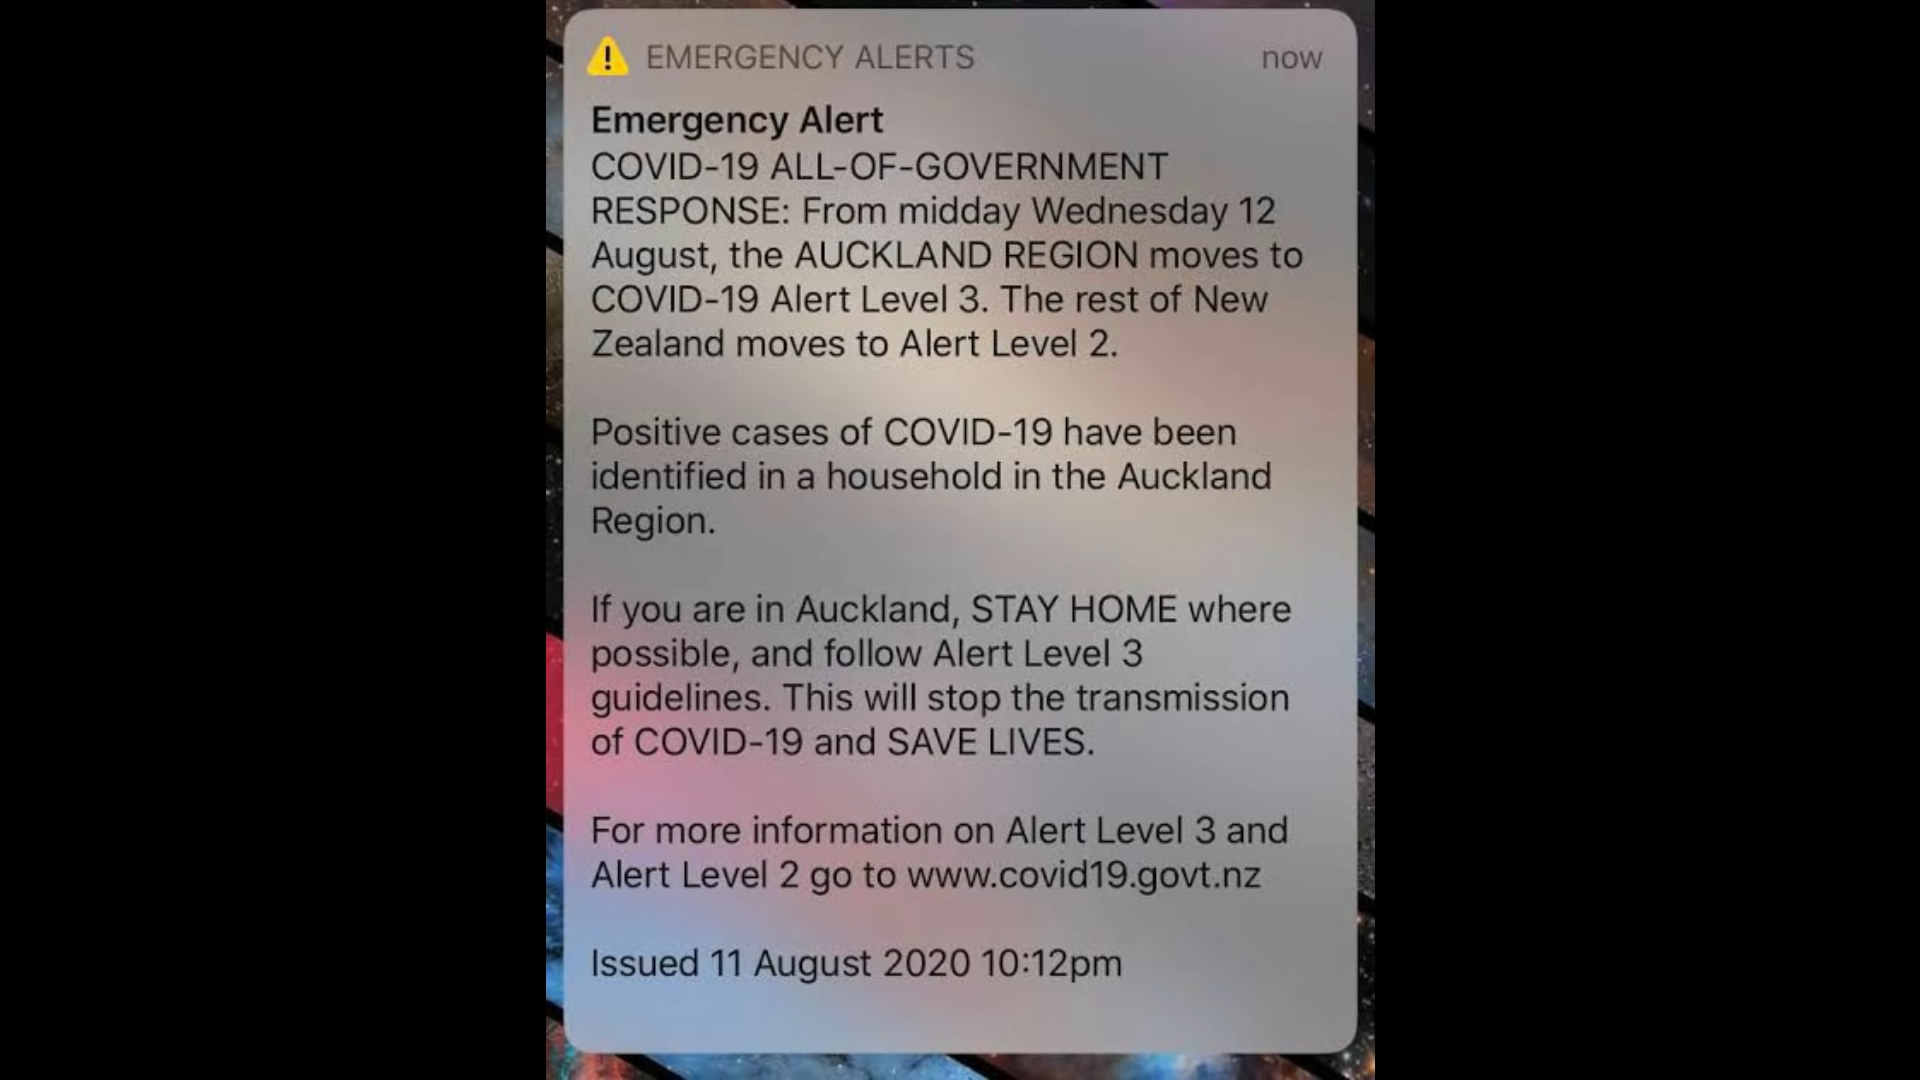 EMERGENCY ALERTS now
Emergency Alert
COVID-19 ALL-OF-GOVERNMENT
RESPONSE: From midday Wednesday 12
August, the AUCKLAND REGION moves to
COVID-19 Alert Level 3. The rest of New
Zealand moves to Alert Level 2.
Positive cases of COVID-19 have been
identified in a household in the Auckland
Region.
If you are in Auckland, STAY HOME where
possible, and follow Alert Level 3
guidelines. This will stop the transmission
of COVID-19 and SAVE LIVES.
For more information on Alert Level 3 and
Alert Level 2 go to www.covid19.govt.nz
Issued 11 August 2020 10:12pm